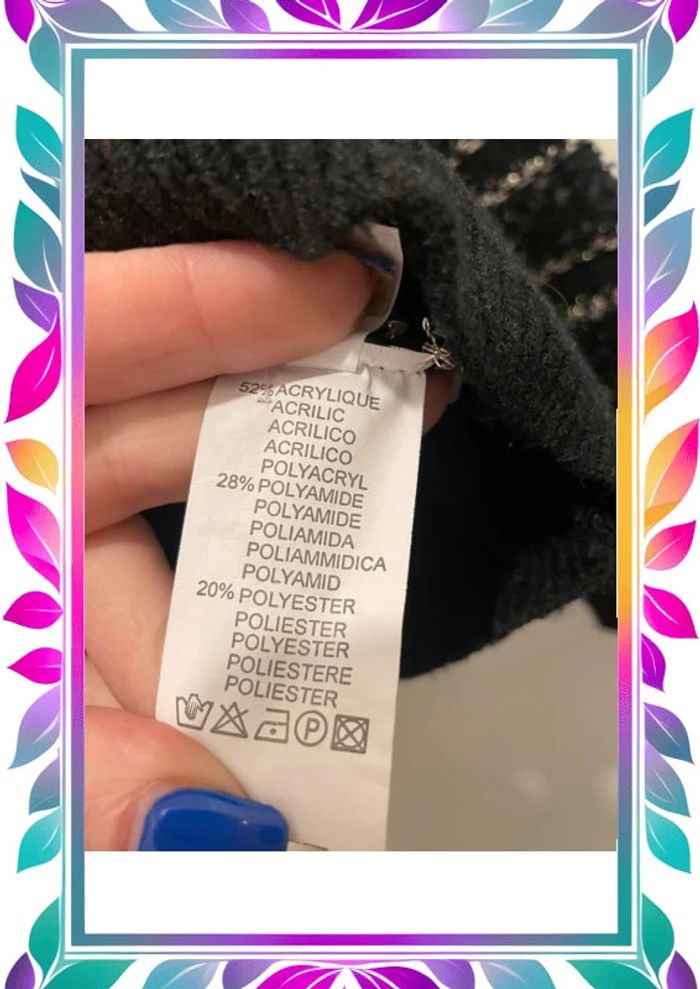 52% ACRYLIQUE
ACRILIC
ACRILICO
ACRILICO
POLYACRYL
28% POLYAMIDE
POLYAMIDE
POLIAMIDA
POLIAMMIDICA
POLYAMID
20% POLYESTER
POLIESTER
POLYESTER
POLIESTERE
POLIESTER
P